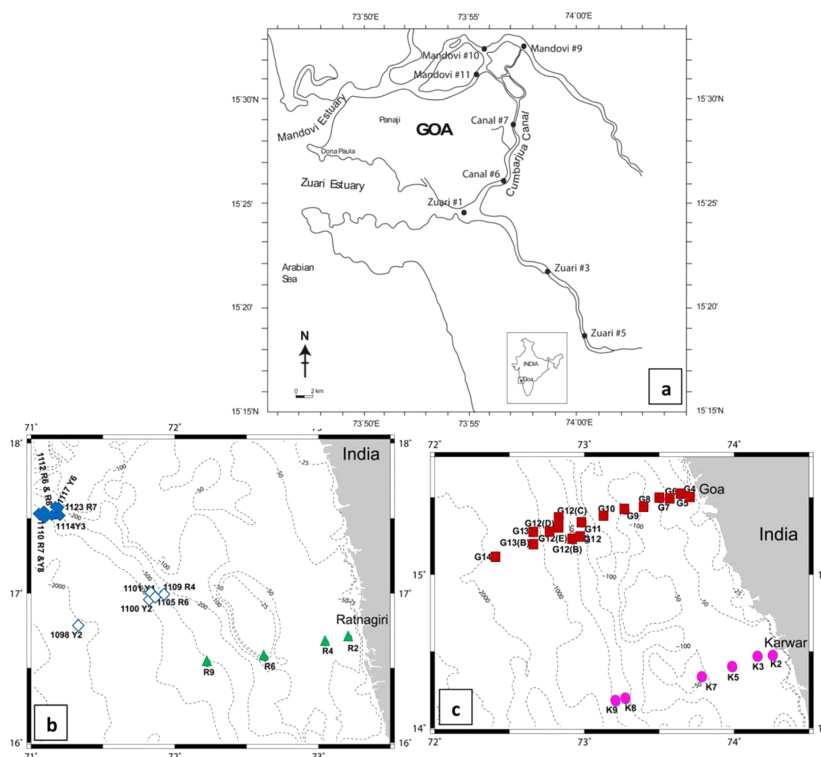 73°50'E
73°55'
74°00'
Mandovi #10
Mandovi #9
Mandovi #11
15°30'
15°30'
Mandovi Estuary
Panaji
GOA
Canal #7
Cumbarjua Canal
Dona Paula
Zuari Estuary
Canal #6
15°25'
Zuari #1
15°25'
Arabian
Sea
Zuari #3
15°20'
15°20'
Zuari #5
N
INDIA
Goa
0 2 km
a
15°15'N
15°15'N
73°50'E
73°55'
74°00'
71°
72°
73°
18°
India
1112 R6 & R8
1117 Y6
1123 R7
1114Y3
1110 R7 &Y8
-100
-50
-200
-500
-2000
-25
17°
1101 Y1
1109 R4
1100 Y2
1105 R6
1098 Y2
Ratnagiri
R2
R4
R6
R9
b
16°
71°
72°
73°
72°
73°
74°
G4
Goa
G6
G5
G7
G8
G9
G10
G12(C)
G12(D)
G11
G13
G12
G12(E)
G13(B)
G12(B)
G14
India
-100
-1000
-2000
-50
Karwar
K2
K3
K5
K7
K8
K9
c
14°
72°
73°
74°